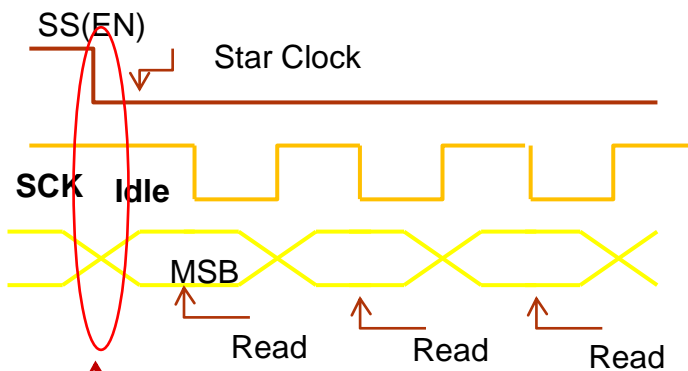 SS(EN)
Star Clock
SCK Idle
MSB
Read
Read
Read